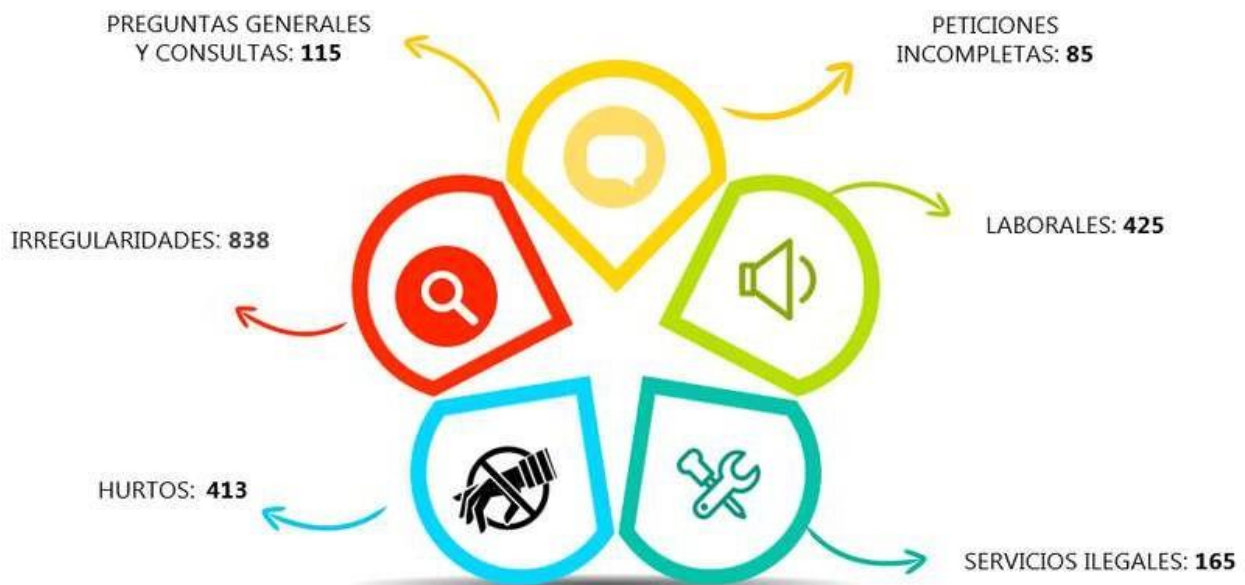 PREGUNTAS GENERALES
Y CONSULTAS: 115
PETICIONES
INCOMPLETAS: 85
IRREGULARIDADES: 838
LABORALES: 425
HURTOS: 413
SERVICIOS ILEGALES: 165